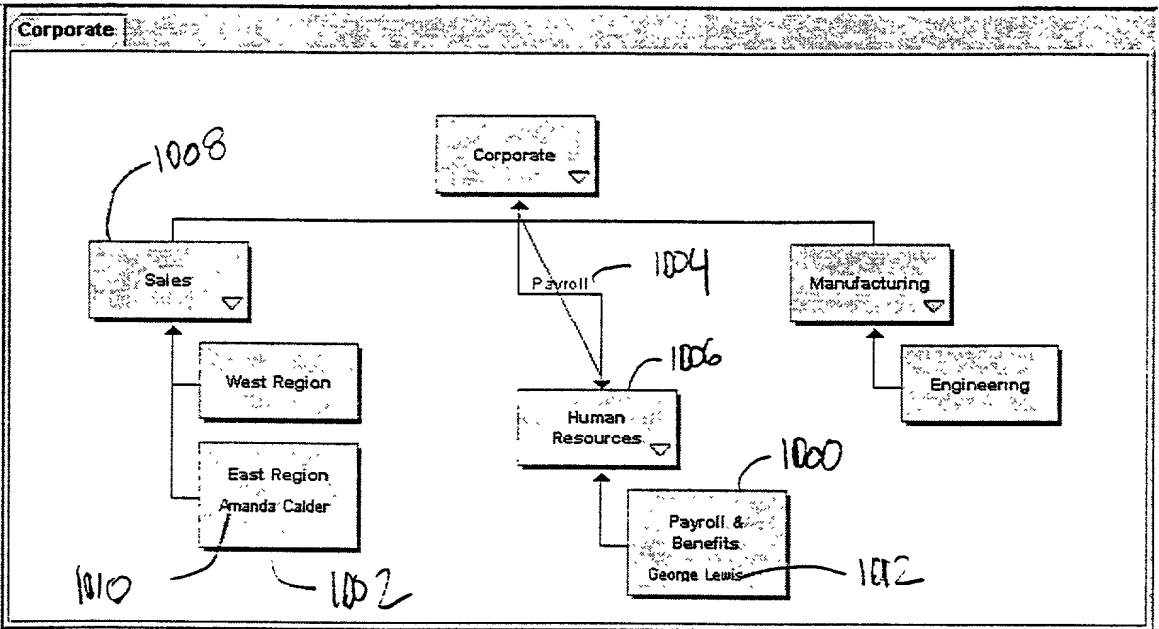 Corporate
1008
Corporate
Sales
Payroll
1004
Manufacturing
1006
West Region
Human
Resources
Engineering
East Region
Amanda Calder
1000
Payroll &
Benefits
George Lewis
1010
1002
1012